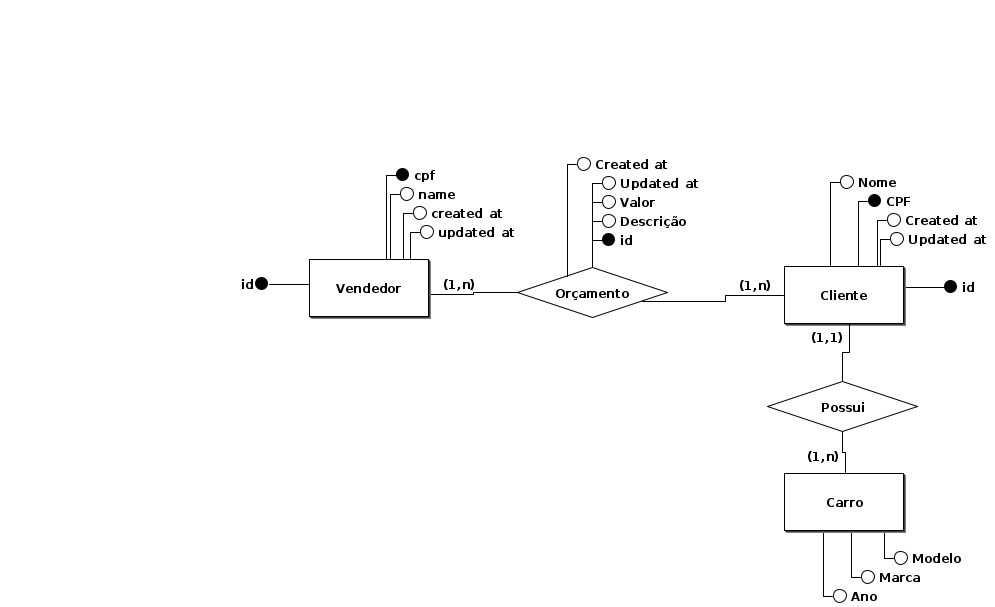 Created at
cpf
Updated at
Nome
name
Valor
CPF
created at
Descrição
Created at
updated at
id
Updated at
id
Vendedor
(1,n)
Orçamento
(1,n)
Cliente
id
(1,1)
Possui
(1,n)
Carro
Modelo
Marca
Ano